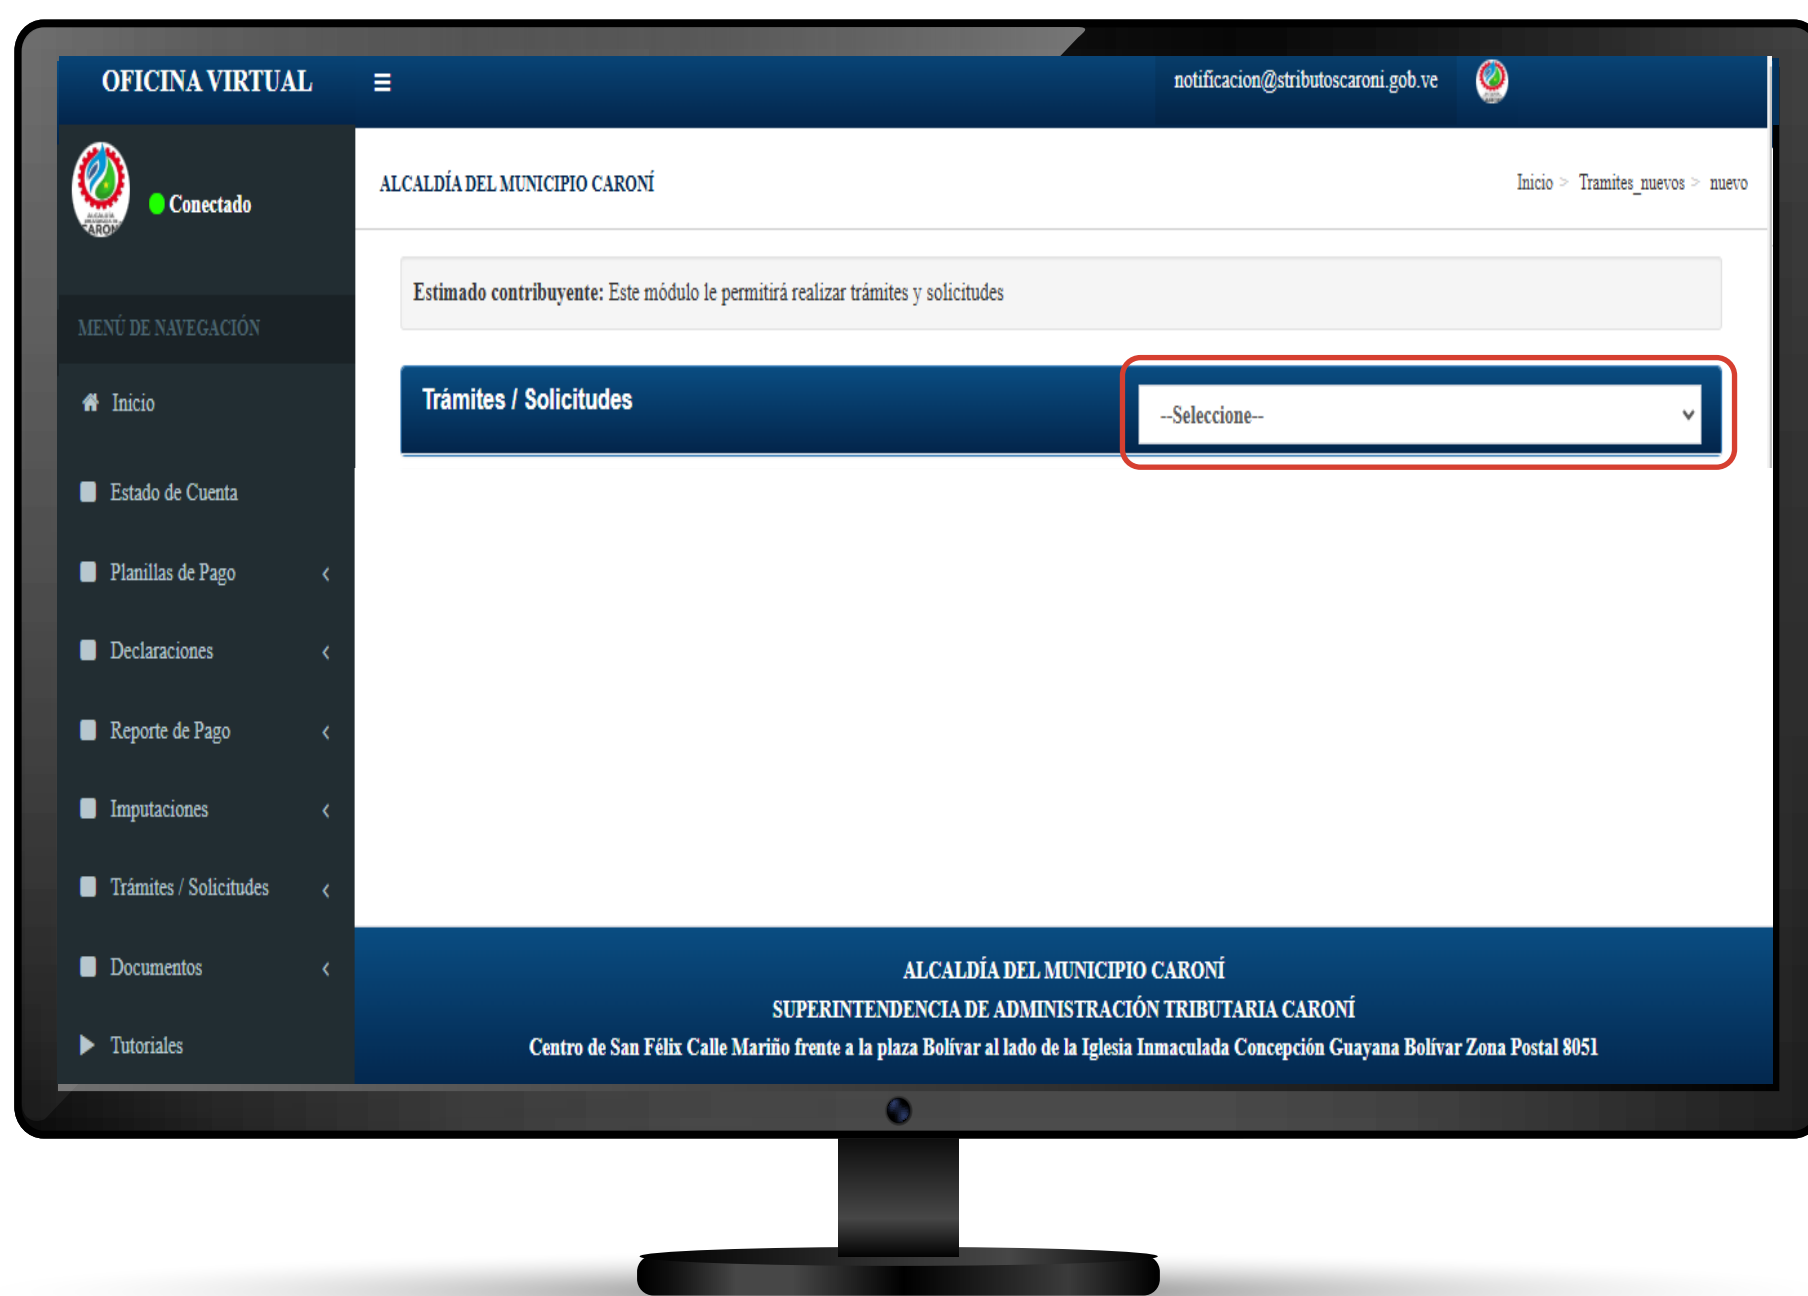 OFICINA VIRTUAL
notificacion@stributoscaroni.gob.ve
CARONÍ
Conectado
ALCALDÍA DEL MUNICIPIO CARONÍ
Inicio > Tramites_nuevos > nuevo
Estimado contribuyente: Este módulo le permitirá realizar trámites y solicitudes
MENÚ DE NAVEGACIÓN
Trámites / Solicitudes
--Seleccione--
Inicio
Estado de Cuenta
Planillas de Pago
Declaraciones
Reporte de Pago
Imputaciones
Trámites / Solicitudes
Documentos
Tutoriales
ALCALDÍA DEL MUNICIPIO CARONÍ
SUPERINTENDENCIA DE ADMINISTRACIÓN TRIBUTARIA CARONÍ
Centro de San Félix Calle Mariño frente a la plaza Bolívar al lado de la Iglesia Inmaculada Concepción Guayana Bolívar Zona Postal 8051